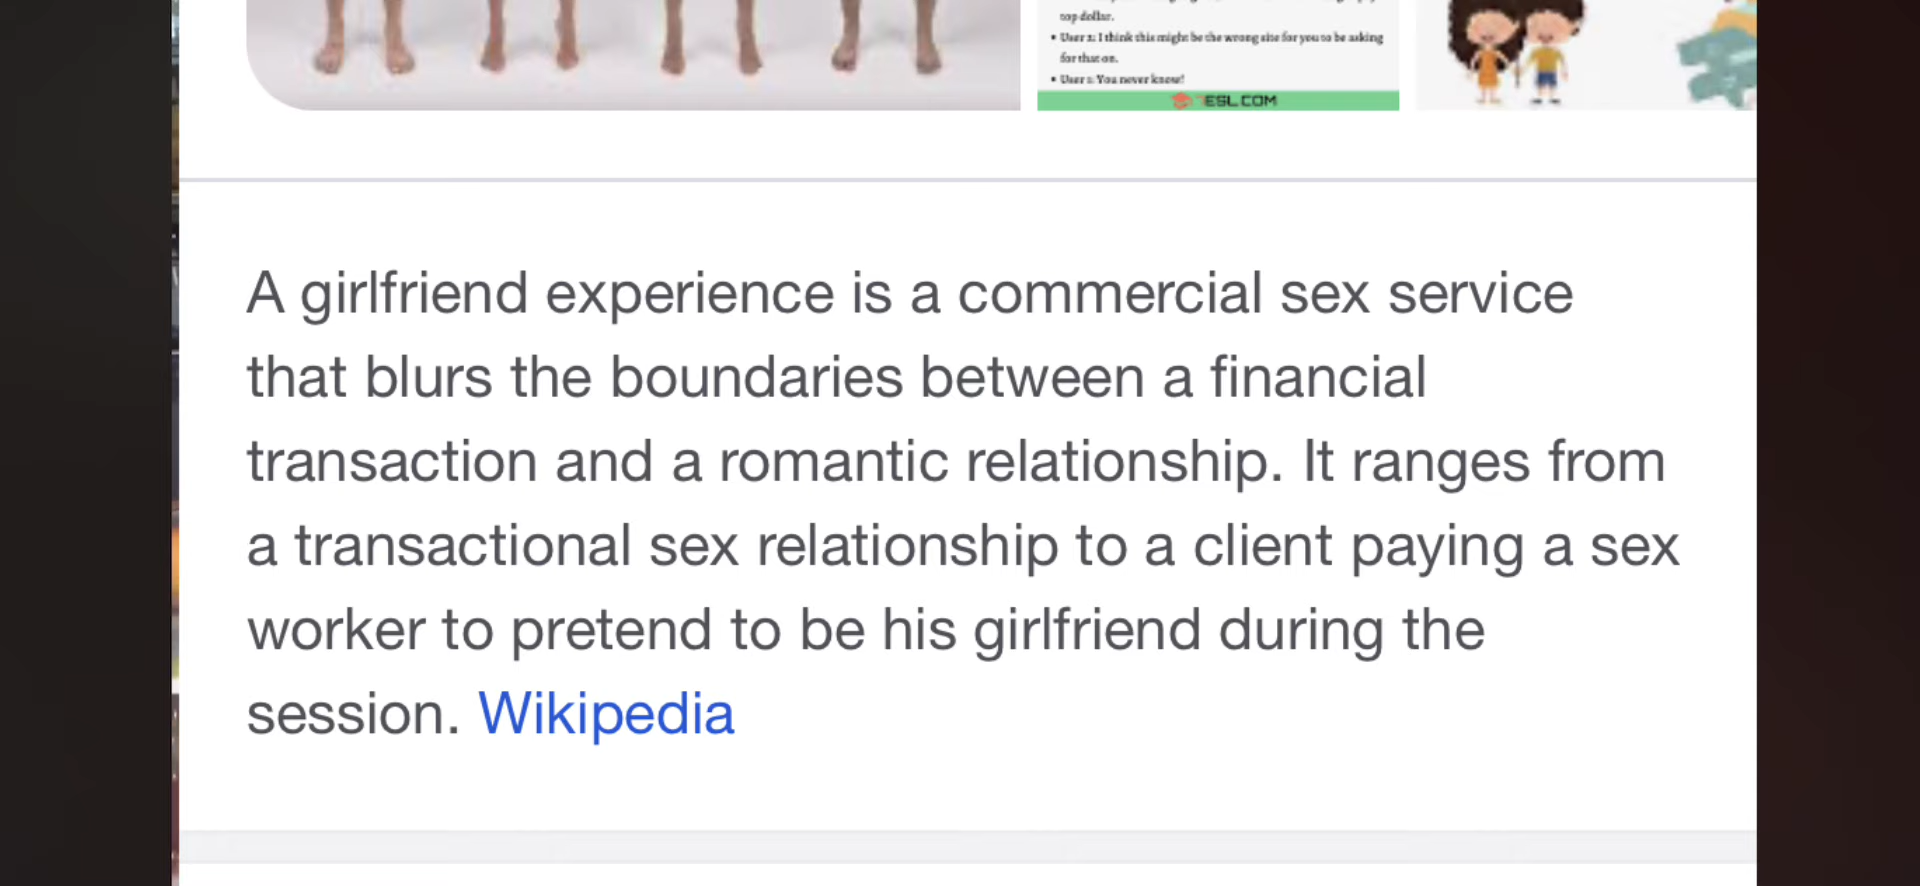 top dollar.
• User 2: I think this might be the wrong site for you to be asking
for that on.
• User 1: You never know!
7ESL.COM
A girlfriend experience is a commercial sex service
that blurs the boundaries between a financial
transaction and a romantic relationship. It ranges from
a transactional sex relationship to a client paying a sex
worker to pretend to be his girlfriend during the
session. Wikipedia